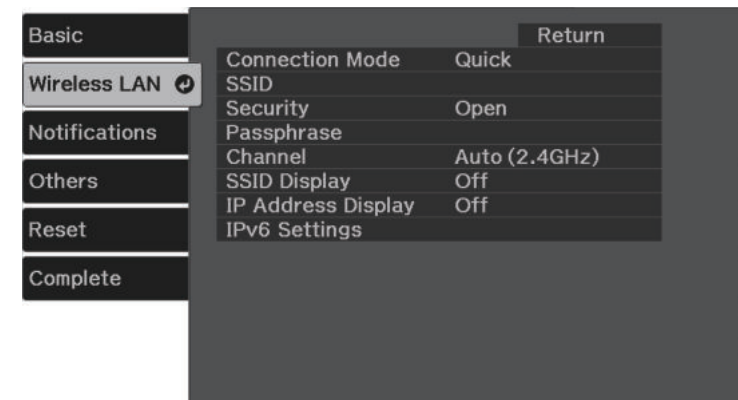 Basic
Wireless LAN
Notifications
Others
Reset
Complete
Return
Connection Mode Quick
SSID
Security Open
Passphrase
Channel Auto (2.4GHz)
SSID Display Off
IP Address Display Off
IPv6 Settings